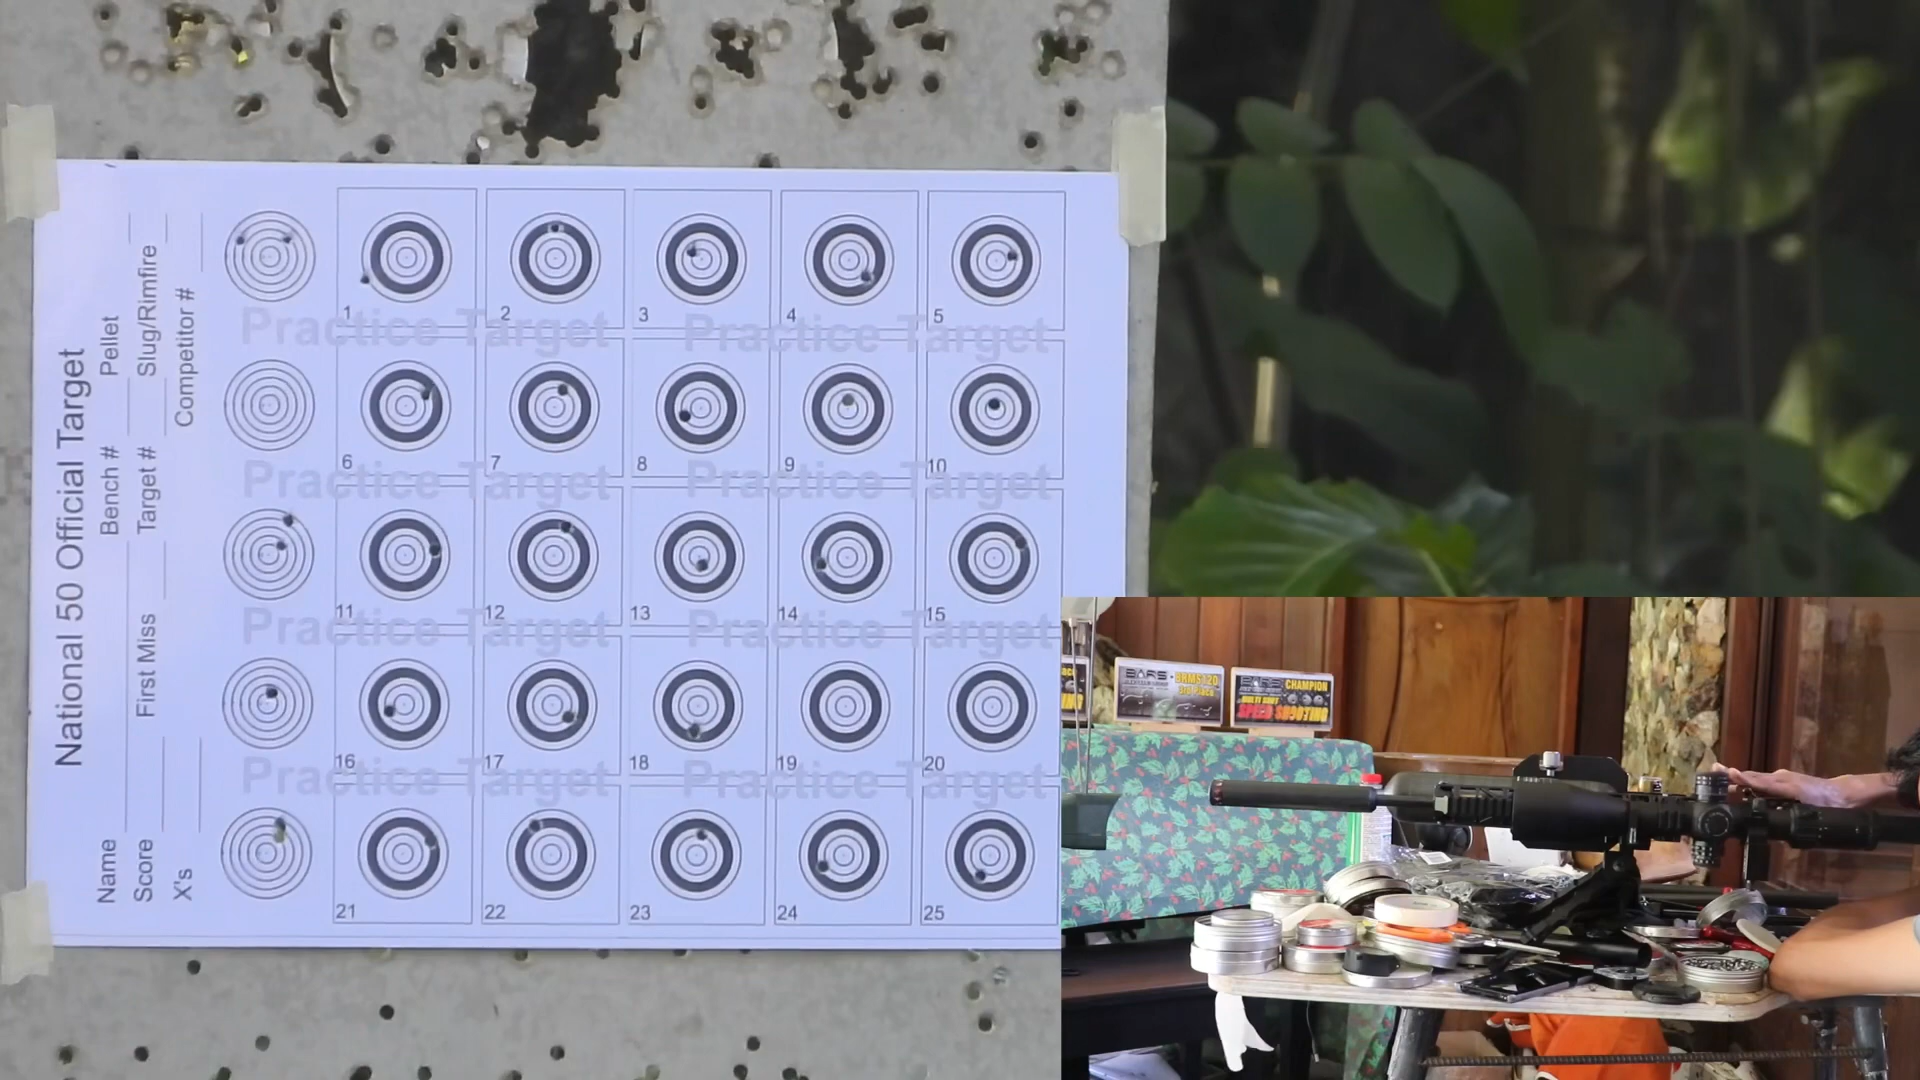 National 50 Official Target
Name
Bench #
Pellet
Score
First Miss
Target #
Slug/Rimfire
X's
Competitor #
1
2
3
4
5
Practice Target Practice Target
6
7
8
9
10
Practice Target Practice Target
11
12
13
14
15
Practice Target Practice Target
16
17
18
19
20
Practice Target Practice Target
21
22
23
24
25
BRMS120
3rd Place
CHAMPION
SPEED SHOOTING